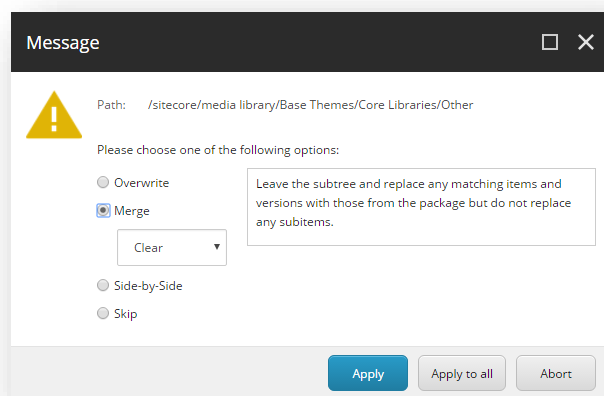 Message
Path: /sitecore/media library/Base Themes/Core Libraries/Other
Please choose one of the following options:
Overwrite
Merge
Clear
Side-by-Side
Skip
Leave the subtree and replace any matching items and
versions with those from the package but do not replace
any subitems.
Apply
Apply to all
Abort